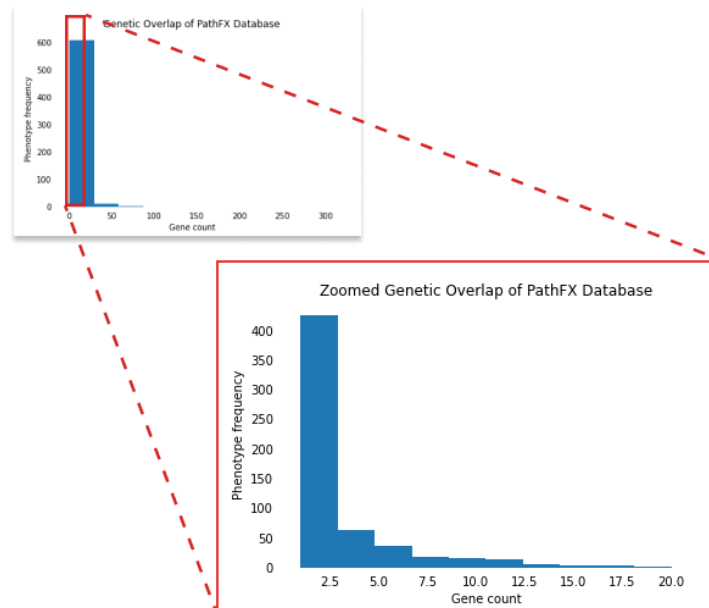 Genetic Overlap of PathFX Database
Phenotype frequency
600
500
400
300
200
100
0
0 50 100 150 200 250 300
Gene count
Zoomed Genetic Overlap of PathFX Database
Phenotype frequency
400
350
300
250
200
150
100
50
0
2.5 5.0 7.5 10.0 12.5 15.0 17.5 20.0
Gene count